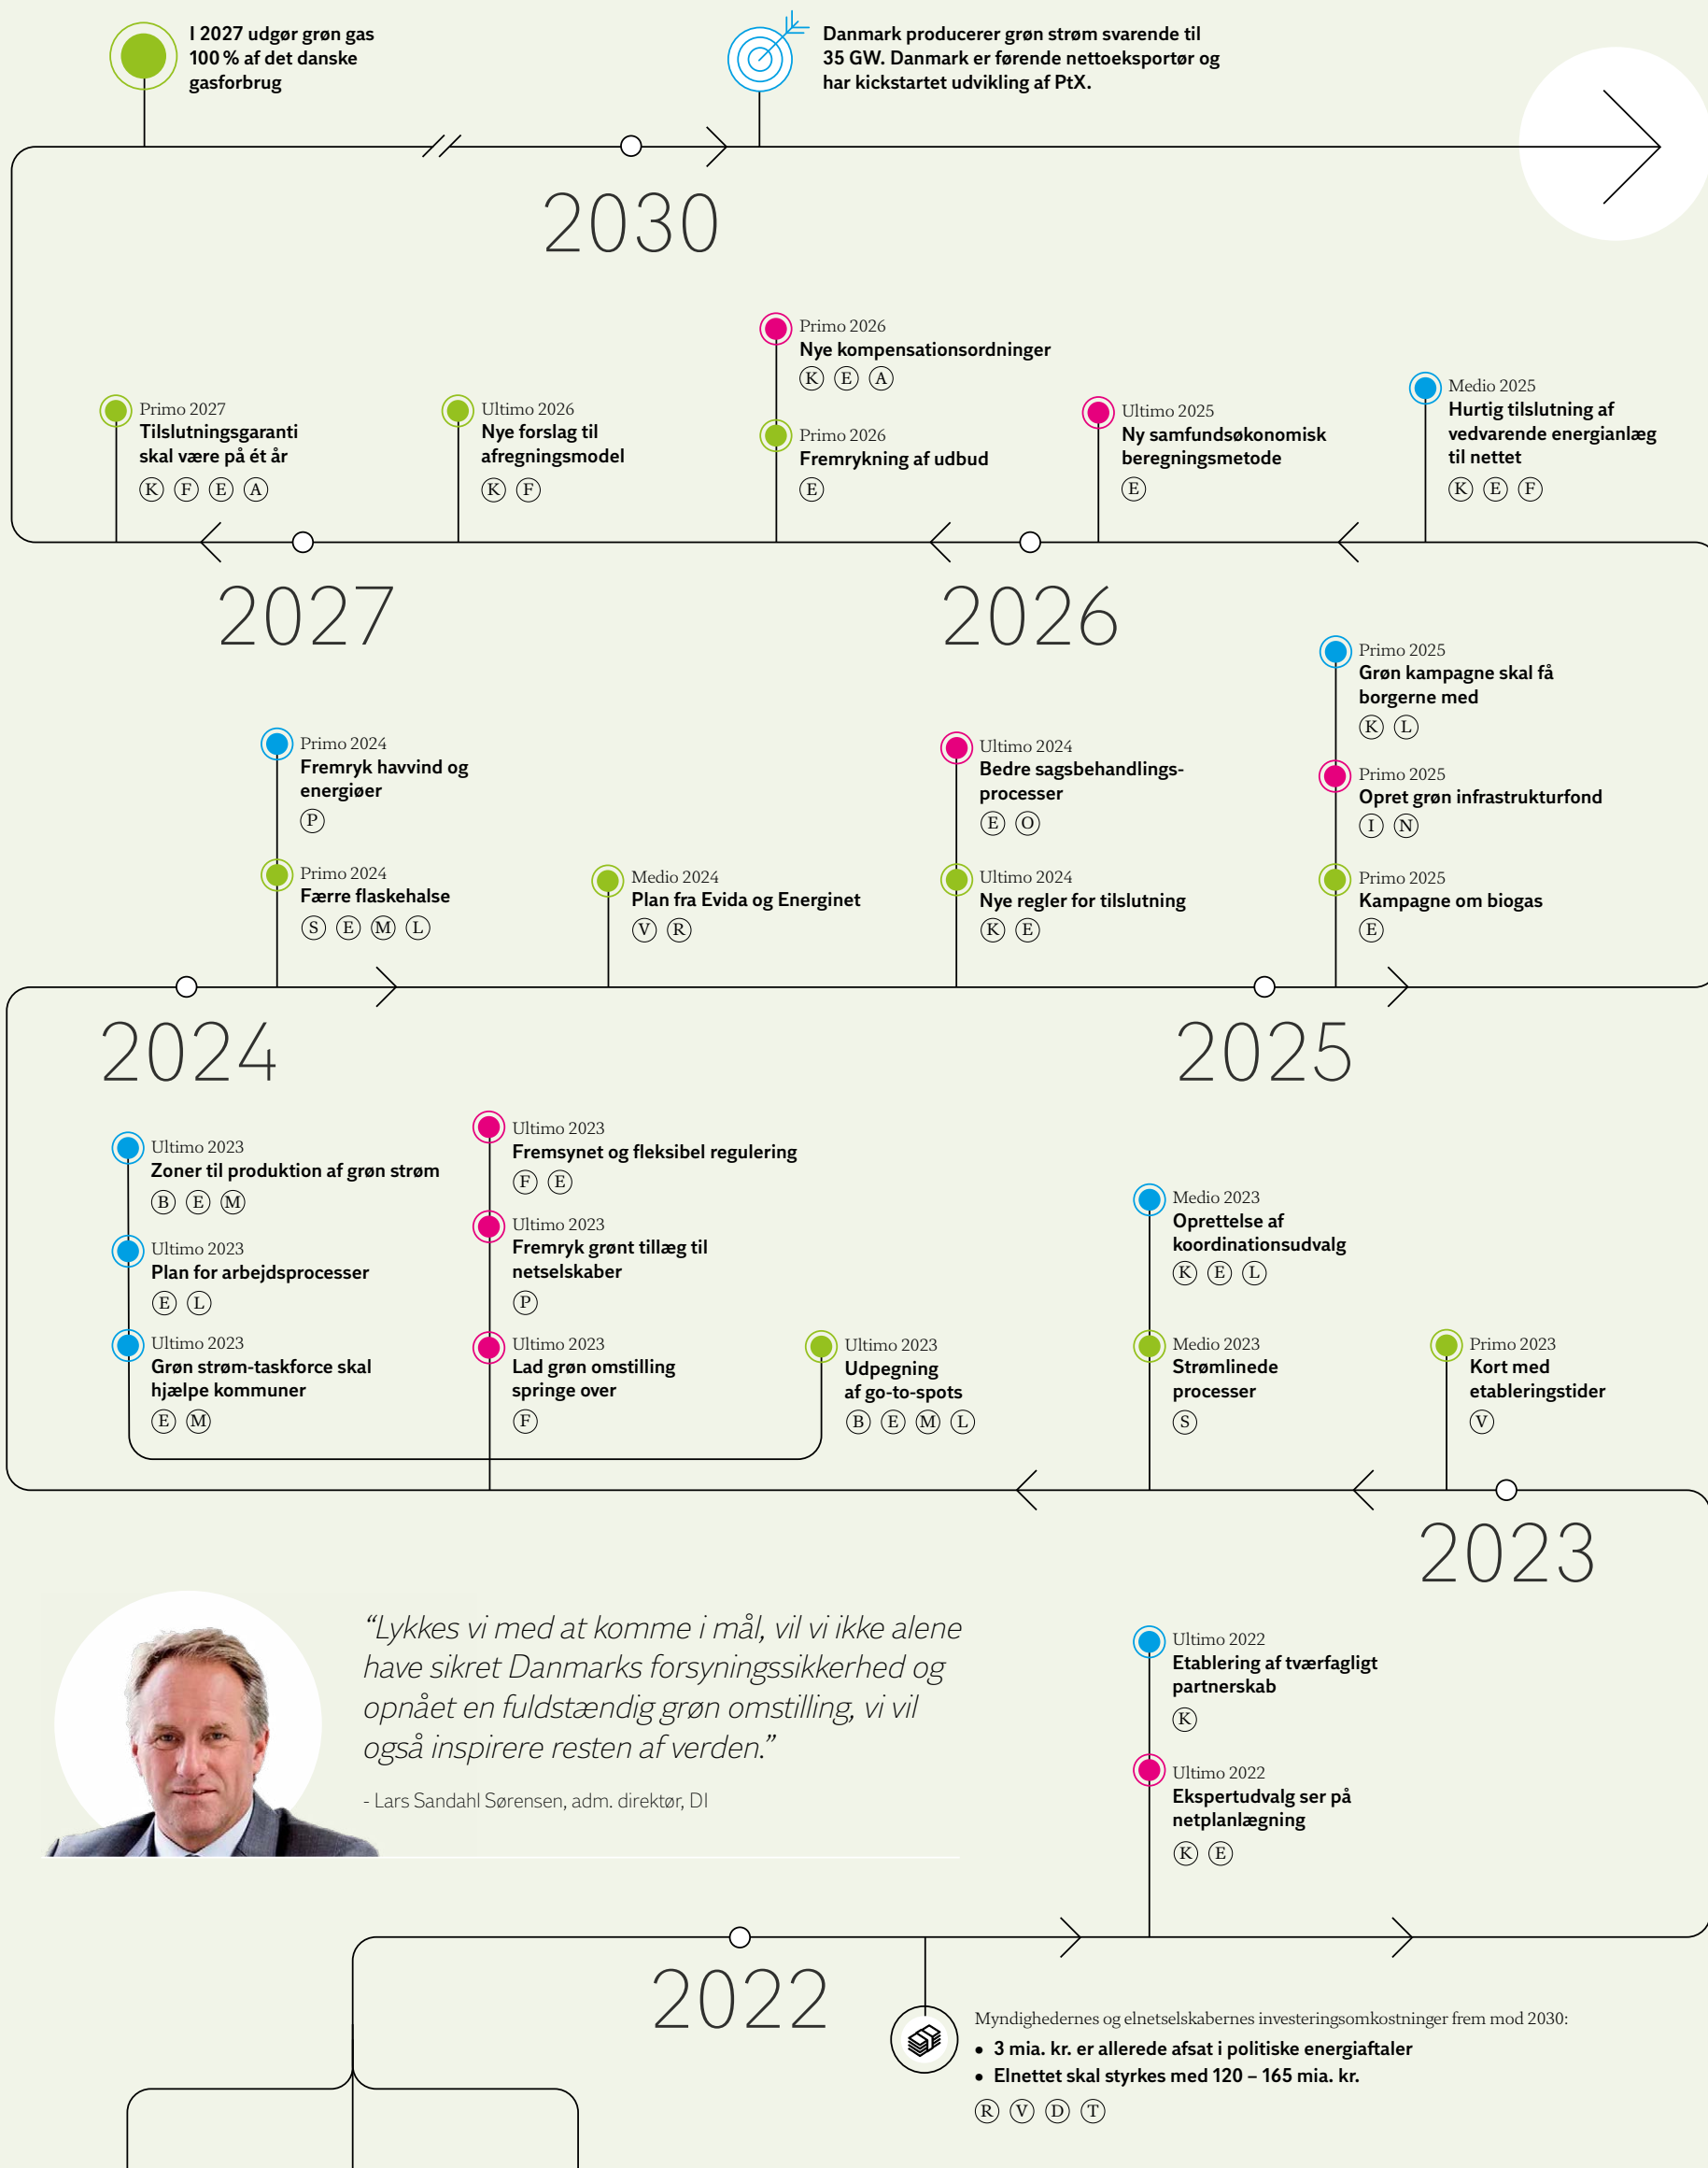 I 2027 udgør grøn gas
100 % af det danske
gasforbrug
Danmark producerer grøn strøm svarende til
35 GW. Danmark er førende nettoeksportør og
har kickstartet udvikling af PtX.
2030
Primo 2027
Tilslutningsgaranti
skal være på ét år
K F E A
Ultimo 2026
Nye forslag til
afregningsmodel
K F
Primo 2026
Nye kompensationsordninger
K E A
Primo 2026
Fremrykning af udbud
E
Ultimo 2025
Ny samfundsøkonomisk
beregningsmetode
E
Medio 2025
Hurtig tilslutning af
vedvarende energianlæg
til nettet
K E F
2027
2026
Primo 2024
Fremryk havvind og
energiøer
P
Primo 2024
Færre flaskehalse
S E M L
Medio 2024
Plan fra Evida og Energinet
V R
Ultimo 2024
Bedre sagsbehandlings-
processer
E O
Ultimo 2024
Nye regler for tilslutning
K E
Primo 2025
Grøn kampagne skal få
borgerne med
K L
Primo 2025
Opret grøn infrastrukturfond
I N
Primo 2025
Kampagne om biogas
E
2024
2025
Ultimo 2023
Zoner til produktion af grøn strøm
B E M
Ultimo 2023
Plan for arbejdsprocesser
E L
Ultimo 2023
Grøn strøm-taskforce skal
hjælpe kommuner
E M
Ultimo 2023
Fremsynet og fleksibel regulering
F E
Ultimo 2023
Fremryk grønt tillæg til
netselskaber
P
Ultimo 2023
Lad grøn omstilling
springe over
F
Ultimo 2023
Udpegning
af go-to-spots
B E M L
Medio 2023
Oprettelse af
koordinationsudvalg
K E L
Medio 2023
Strømlinede
processer
S
Primo 2023
Kort med
etableringstider
V
2023
“Lykkes vi med at komme i mål, vil vi ikke alene
have sikret Danmarks forsyningssikkerhed og
opnået en fuldstændig grøn omstilling, vi vil
også inspirere resten af verden.”
- Lars Sandahl Sørensen, adm. direktør, DI
Ultimo 2022
Etablering af tværfagligt
partnerskab
K
Ultimo 2022
Ekspertudvalg ser på
netplanlægning
K E
2022
Myndighedernes og elnetselskabernes investeringsomkostninger frem mod 2030:
• 3 mia. kr. er allerede afsat i politiske energiaftaler
• Elnettet skal styrkes med 120 – 165 mia. kr.
R V D T